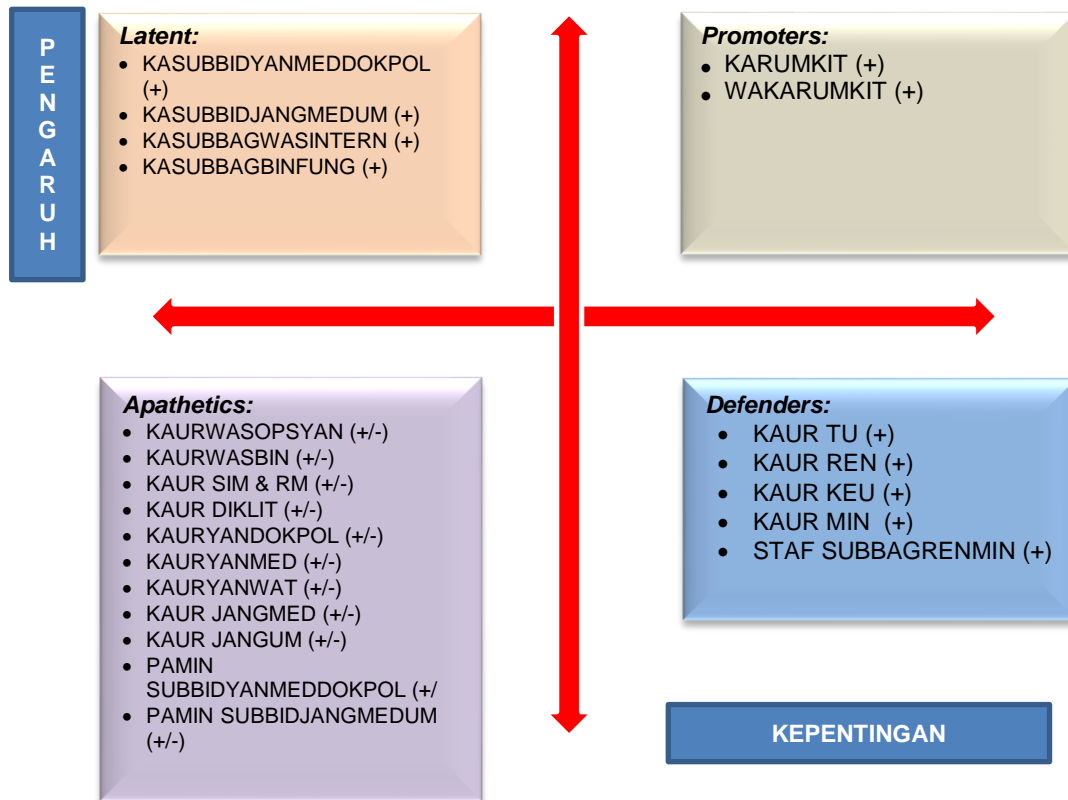 PENGARUH
Latent:
• KASUBBIDYANMEDDOKPOL
(+)
• KASUBBIDJANGMEDUM (+)
• KASUBBAGWASINTERN (+)
• KASUBBAGBINFUNG (+)
Promoters:
• KARUMKIT (+)
• WAKARUMKIT (+)
Apathetics:
• KAURWASOPSYAN (+/-)
• KAURWASBIN (+/-)
• KAUR SIM & RM (+/-)
• KAUR DIKLIT (+/-)
• KAURYANDOKPOL (+/-)
• KAURYANMED (+/-)
• KAURYANWAT (+/-)
• KAUR JANGMED (+/-)
• KAUR JANGUM (+/-)
• PAMIN
SUBBIDYANMEDDOKPOL (+/
• PAMIN SUBBIDJANGMEDUM
(+/-)
Defenders:
• KAUR TU (+)
• KAUR REN (+)
• KAUR KEU (+)
• KAUR MIN (+)
• STAF SUBBAGRENMIN (+)
KEPENTINGAN